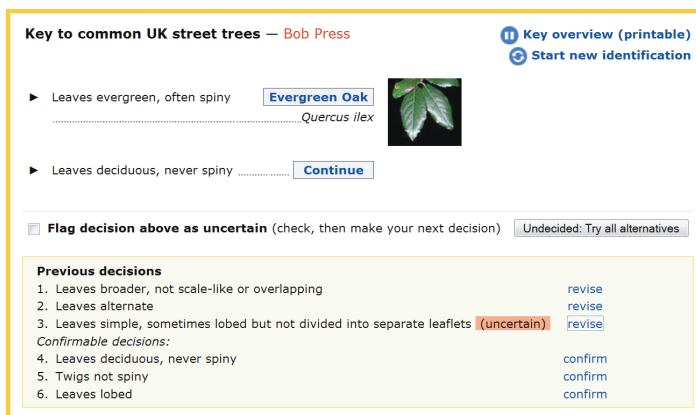 Key to common UK street trees — Bob Press
Key overview (printable)
Start new identification
► Leaves evergreen, often spiny Evergreen Oak
Quercus ilex
► Leaves deciduous, never spiny Continue
Flag decision above as uncertain (check, then make your next decision) Undecided: Try all alternatives
Previous decisions
1. Leaves broader, not scale-like or overlapping revise
2. Leaves alternate revise
3. Leaves simple, sometimes lobed but not divided into separate leaflets (uncertain) revise
Confirmable decisions:
4. Leaves deciduous, never spiny confirm
5. Twigs not spiny confirm
6. Leaves lobed confirm